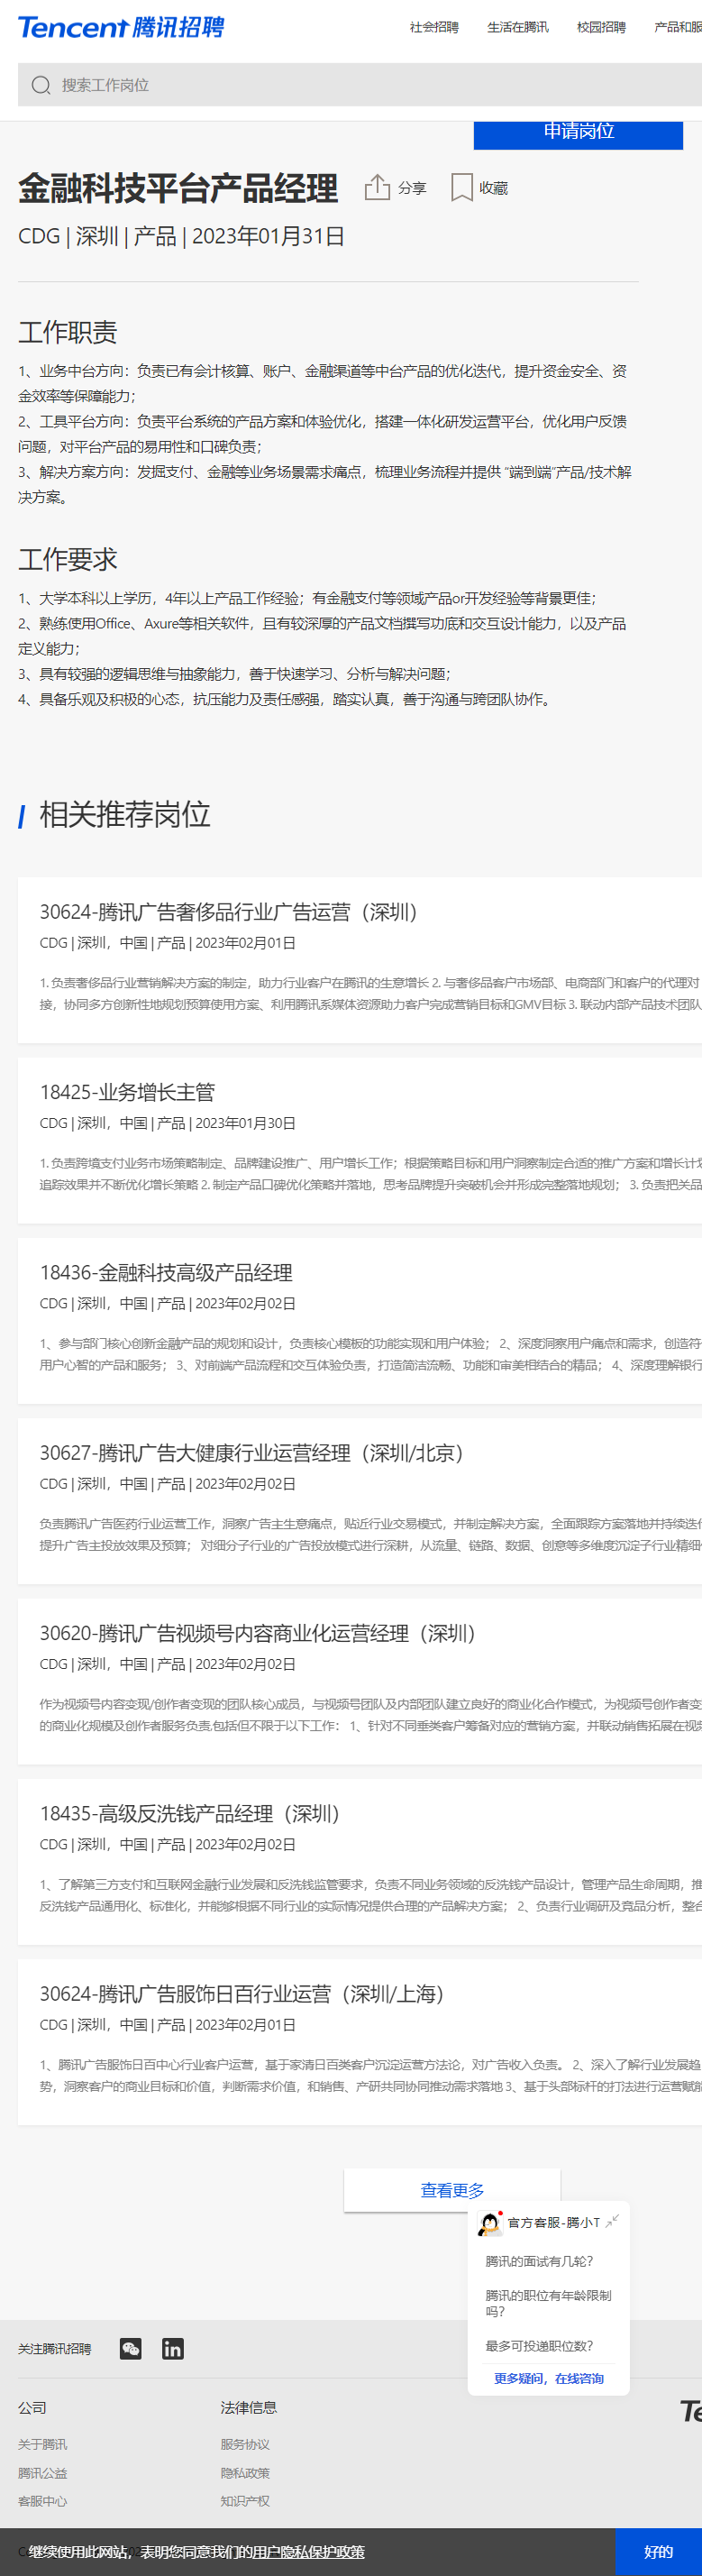 Tencent 腾讯招聘
社会招聘 生活在腾讯 校园招聘 产品和服
搜索工作岗位
申请岗位
金融科技平台产品经理 分享 收藏
CDG | 深圳 | 产品 | 2023年01月31日
工作职责
1、业务中台方向：负责已有会计核算、账户、金融渠道等中台产品的优化迭代，提升资金安全、资
金效率等保障能力；
2、工具平台方向：负责平台系统的产品方案和体验优化，搭建一体化研发运营平台，优化用户反馈
问题，对平台产品的易用性和口碑负责；
3、解决方案方向：发掘支付、金融等业务场景需求痛点，梳理业务流程并提供 “端到端”产品/技术解
决方案。
工作要求
1、大学本科以上学历，4年以上产品工作经验；有金融支付等领域产品or开发经验等背景更佳；
2、熟练使用Office、Axure等相关软件，且有较深厚的产品文档撰写功底和交互设计能力，以及产品
定义能力；
3、具有较强的逻辑思维与抽象能力，善于快速学习、分析与解决问题；
4、具备乐观及积极的心态，抗压能力及责任感强，踏实认真，善于沟通与跨团队协作。
相关推荐岗位
30624-腾讯广告奢侈品行业广告运营（深圳）
CDG | 深圳，中国 | 产品 | 2023年02月01日
1. 负责奢侈品行业营销解决方案的制定，助力行业客户在腾讯的生意增长 2. 与奢侈品客户市场部、电商部门和客户的代理对
接，协同多方创新性地规划预算使用方案、利用腾讯系媒体资源助力客户完成营销目标和GMV目标 3. 联动内部产品技术团队
18425-业务增长主管
CDG | 深圳，中国 | 产品 | 2023年01月30日
1. 负责跨境支付业务市场策略制定、品牌建设推广、用户增长工作；根据策略目标和用户洞察制定合适的推广方案和增长计划
追踪效果并不断优化增长策略 2. 制定产品口碑优化策略并落地，思考品牌提升突破机会并形成完整落地规划； 3. 负责把关品
18436-金融科技高级产品经理
CDG | 深圳，中国 | 产品 | 2023年02月02日
1、参与部门核心创新金融产品的规划和设计，负责核心模板的功能实现和用户体验； 2、深度洞察用户痛点和需求，创造符
用户心智的产品和服务； 3、对前端产品流程和交互体验负责，打造简洁流畅、功能和审美相结合的精品； 4、深度理解银行
30627-腾讯广告大健康行业运营经理（深圳/北京）
CDG | 深圳，中国 | 产品 | 2023年02月02日
负责腾讯广告医药行业运营工作，洞察广告主生意痛点，贴近行业交易模式，并制定解决方案，全面跟踪方案落地并持续迭代
提升广告主投放效果及预算； 对细分子行业的广告投放模式进行深耕，从流量、链路、数据、创意等多维度沉淀子行业精细
30620-腾讯广告视频号内容商业化运营经理（深圳）
CDG | 深圳，中国 | 产品 | 2023年02月02日
作为视频号内容变现/创作者变现的团队核心成员，与视频号团队及内部团队建立良好的商业化合作模式，为视频号创作者变
的商业化规模及创作者服务负责,包括但不限于以下工作： 1、针对不同垂类客户筹备对应的营销方案，并联动销售拓展在视频
18435-高级反洗钱产品经理（深圳）
CDG | 深圳，中国 | 产品 | 2023年02月02日
1、了解第三方支付和互联网金融行业发展和反洗钱监管要求，负责不同业务领域的反洗钱产品设计，管理产品生命周期，推
反洗钱产品通用化、标准化，并能够根据不同行业的实际情况提供合理的产品解决方案； 2、负责行业调研及竞品分析，整合
30624-腾讯广告服饰日百行业运营（深圳/上海）
CDG | 深圳，中国 | 产品 | 2023年02月01日
1、腾讯广告服饰日百中心行业客户运营，基于家清日百类客户沉淀运营方法论，对广告收入负责。 2、深入了解行业发展趋
势，洞察客户的商业目标和价值，判断需求价值，和销售、产研共同协同推动需求落地 3、基于头部标杆的打法进行运营赋能
查看更多
官方客服-腾小T
腾讯的面试有几轮？
腾讯的职位有年龄限制
吗？
最多可投递职位数？
更多疑问，在线咨询
关注腾讯招聘
公司 法律信息 Te
关于腾讯 服务协议
腾讯公益 隐私政策
客服中心 知识产权
继续使用此网站，表明您同意我们的用户隐私保护政策 好的